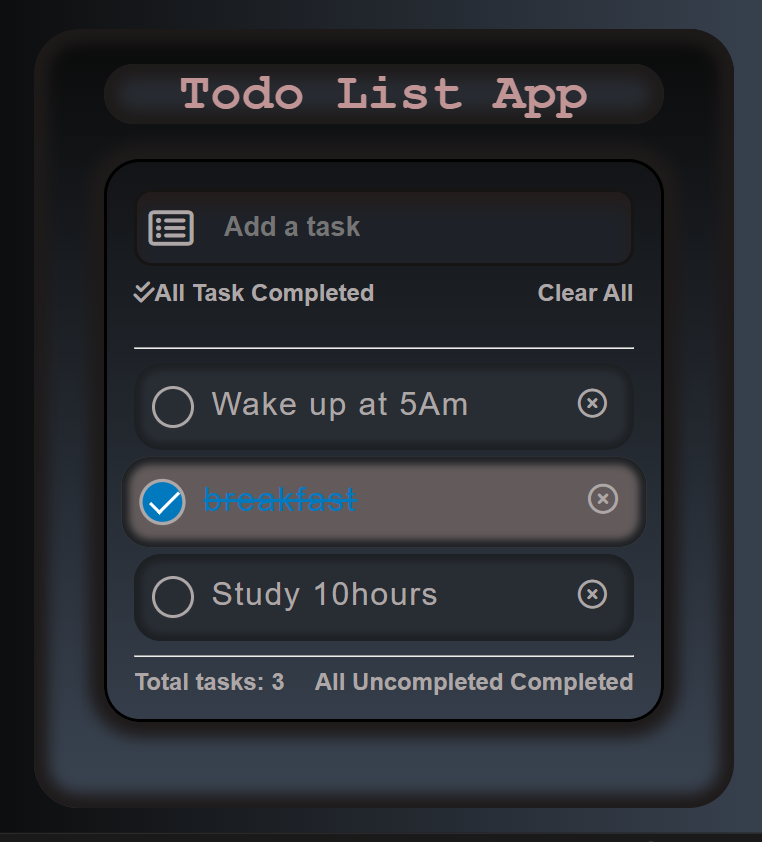 Todo List App
Add a task
All Task Completed Clear All
Wake up at 5Am
breakfast
Study 10hours
Total tasks: 3 All Uncompleted Completed